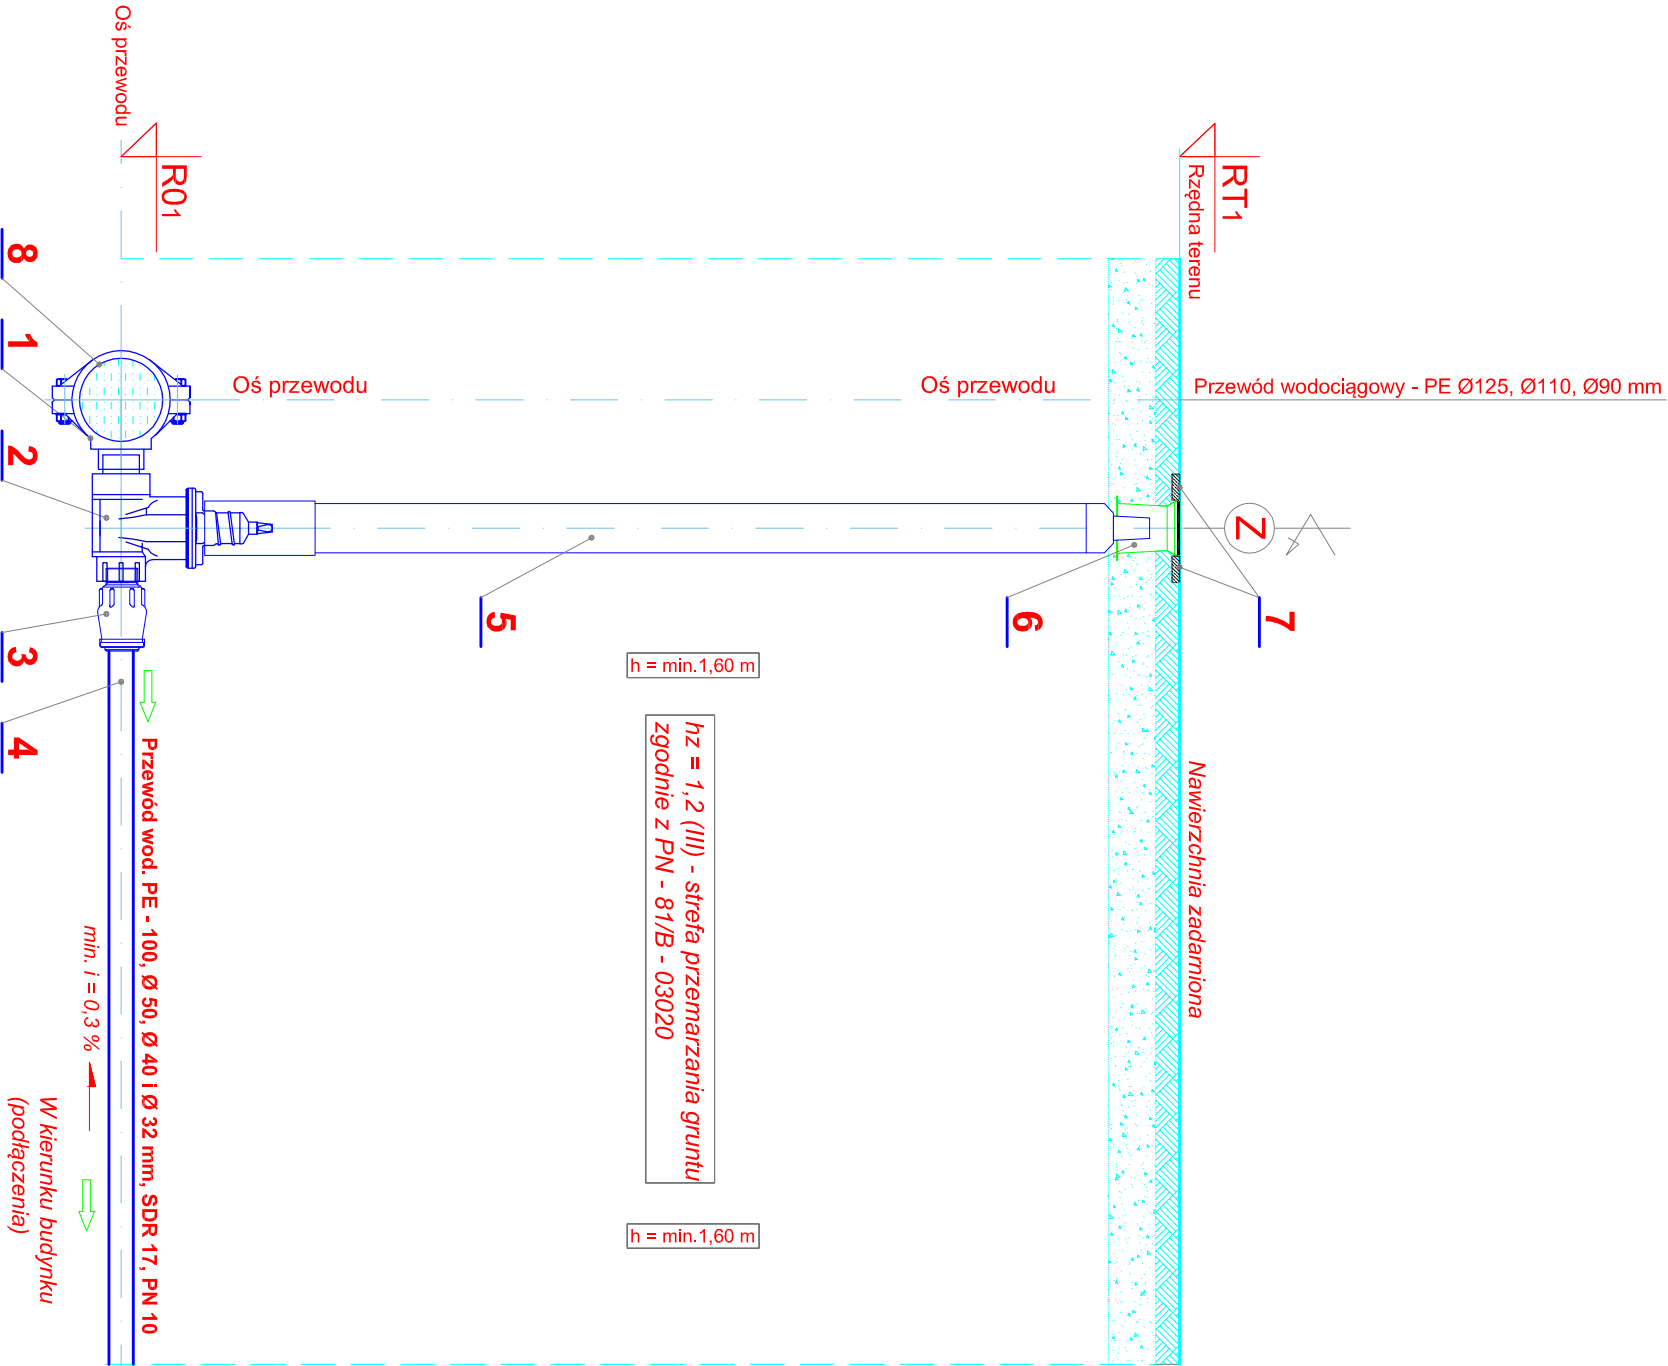 Oś przewodu
R01
RT1
Rzędna terenu
Oś przewodu
Oś przewodu
Przewód wodociągowy - PE Ø125, Ø110, Ø90 mm
Z
8
1
2
3
4
5
6
7
h = min.1,60 m
hz = 1,2 (III) - strefa przemarzania gruntu
zgodnie z PN - 81/B - 03020
h = min.1,60 m
Nawierzchnia zadarniona
Przewód wod. PE - 100, Ø 50, Ø 40 i Ø 32 mm, SDR 17, PN 10
min. i = 0,3 %
W kierunku budynku
(podłączenia)